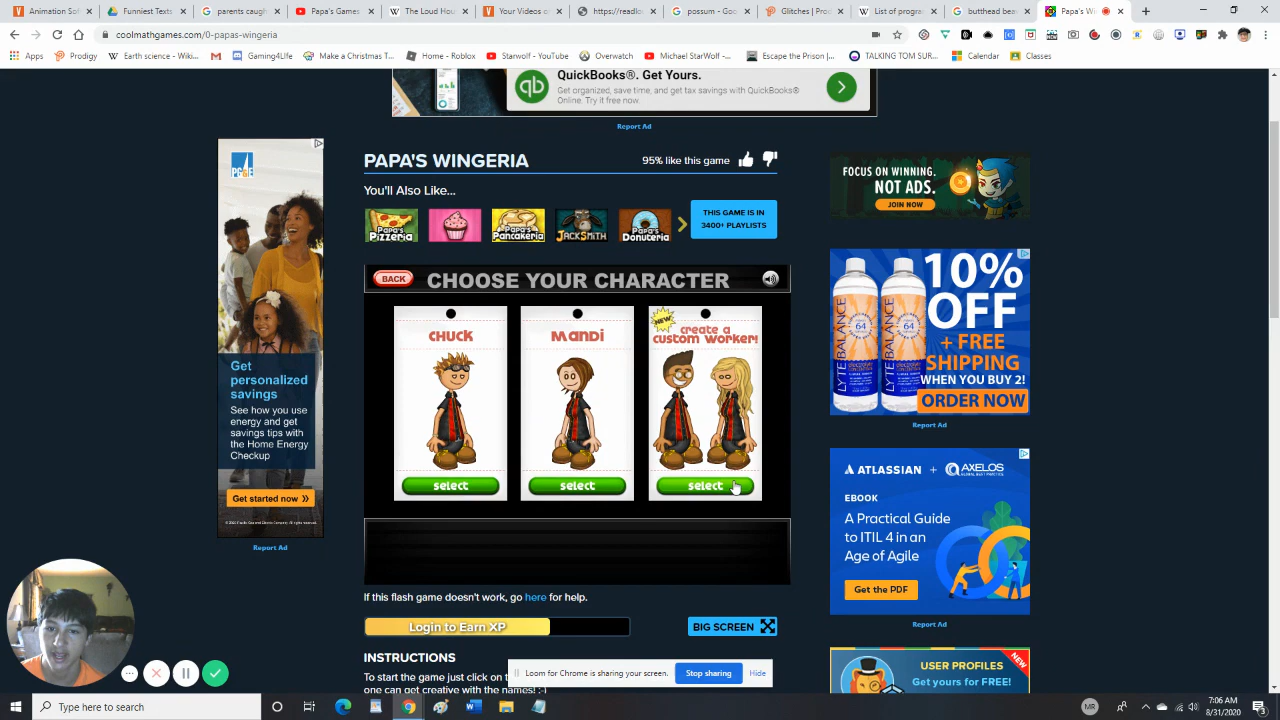 Animation Sof
G parents cancu
The Loud Hou
Your Videos o
https://realloc
possum - Goo
Glitches | Prod
List of progra
butthead bea
Papa's Wi
coolmathgames.com/0-papas-wingeria
Apps
Prodigy
Earth science - Wiki...
Gaming4life
Make a Christmas T...
Home - Roblox
Starwolf - YouTube
Overwatch
Michael StarWolf -...
Escape the Prison |...
TALKING TOM SUR...
Calendar
Classes
QuickBooks®. Get Yours.
Get organized, save time, and get tax savings with QuickBooks®
Online. Try it free now.
Report Ad
PAPA'S WINGERIA
95% like this game
You'll Also Like...
Papa's
Pizzeria
Papa's
Pancakeria
JACKSMITH
Papa's
Donuteria
THIS GAME IS IN
3400+ PLAYLISTS
BACK
CHOOSE YOUR CHARACTER
CHUCK
select
MANDI
select
NEW
create a
custom worker!
select
If this flash game doesn't work, go here for help.
Login to Earn XP
BIG SCREEN
INSTRUCTIONS
To start the game just click on t
one can get creative with the names! :-)
Loom for Chrome is sharing your screen.
Stop sharing
Hide
PG&E
Get
personalized
savings
See how you use
energy and get
savings tips with
the Home Energy
Checkup
Get started now
Report Ad
FOCUS ON WINNING.
NOT ADS.
JOIN NOW
LYTEBALANCE
64
10%
OFF
+ FREE
SHIPPING
WHEN YOU BUY 2!
ORDER NOW
Report Ad
ATLASSIAN + AXELOS
EBOOK
A Practical Guide
to ITIL 4 in an
Age of Agile
Get the PDF
Report Ad
USER PROFILES
Get yours for FREE!
NEW
Type here to search
MR
7:06 AM
8/31/2020